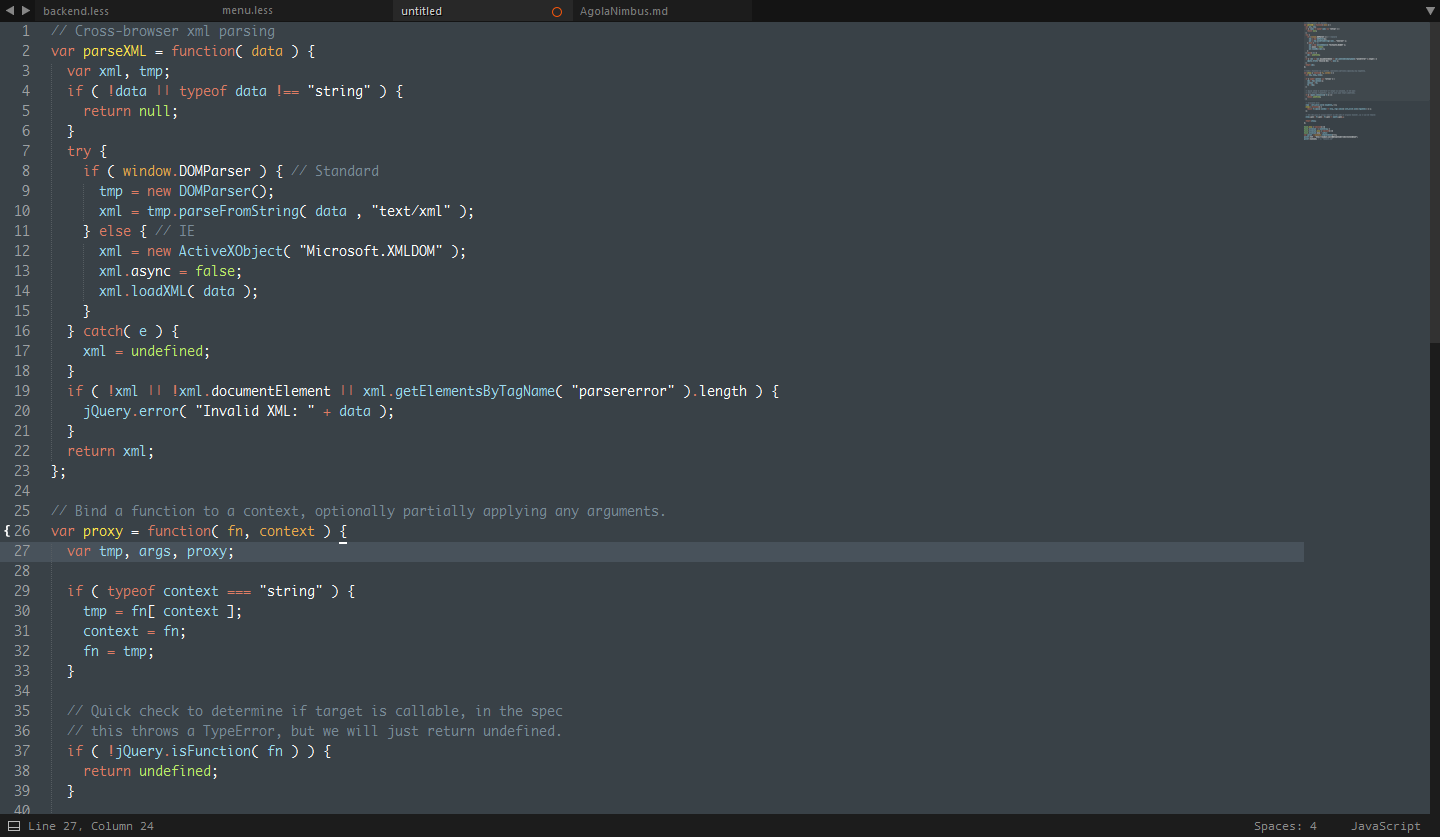 backend.less menu.less untitled AgolaNimbus.md
1 // Cross-browser xml parsing
2 var parseXML = function( data ) {
3 var xml, tmp;
4 if ( !data || typeof data !== "string" ) {
5 return null;
6 }
7 try {
8 if ( window.DOMParser ) { // Standard
9 tmp = new DOMParser();
10 xml = tmp.parseFromString( data , "text/xml" );
11 } else { // IE
12 xml = new ActiveXObject( "Microsoft.XMLDOM" );
13 xml.async = false;
14 xml.loadXML( data );
15 }
16 } catch( e ) {
17 xml = undefined;
18 }
19 if ( !xml || !xml.documentElement || xml.getElementsByTagName( "parsererror" ).length ) {
20 jQuery.error( "Invalid XML: " + data );
21 }
22 return xml;
23 };
24
25 // Bind a function to a context, optionally partially applying any arguments.
{ 26 var proxy = function( fn, context ) {
27 var tmp, args, proxy;
28
29 if ( typeof context === "string" ) {
30 tmp = fn[ context ];
31 context = fn;
32 fn = tmp;
33 }
34
35 // Quick check to determine if target is callable, in the spec
36 // this throws a TypeError, but we will just return undefined.
37 if ( !jQuery.isFunction( fn ) ) {
38 return undefined;
39 }
40
Line 27, Column 24 Spaces: 4 JavaScript